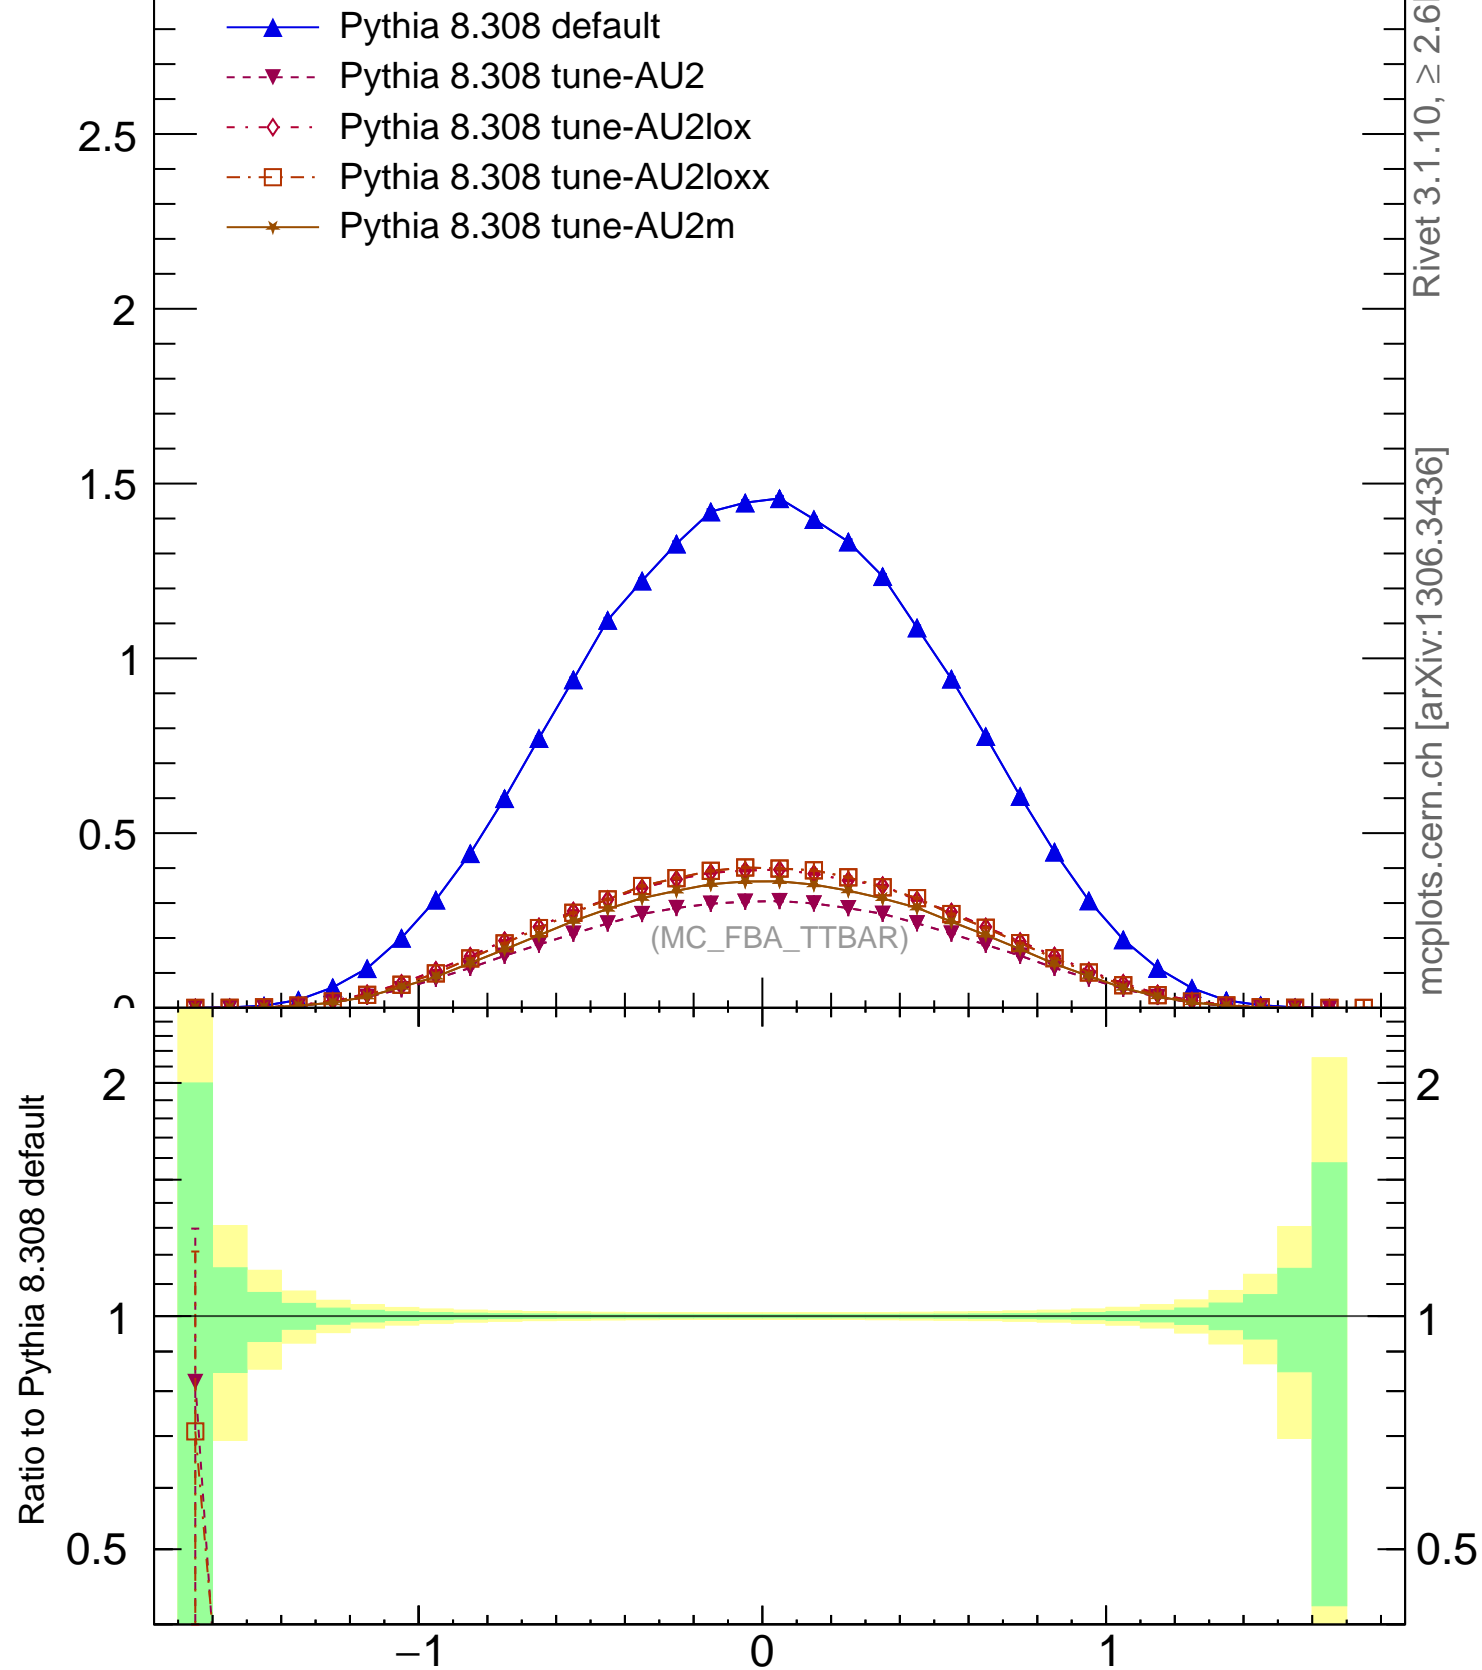 Pythia 8.308 default
Pythia 8.308 tune-AU2
Pythia 8.308 tune-AU2lox
Pythia 8.308 tune-AU2loxx
Pythia 8.308 tune-AU2m
2.5
2
1.5
1
0.5
0
(MC_FBA_TTBAR)
Rivet 3.1.10, ≥ 2.6
mcplots.cern.ch [arXiv:1306.3436]
Ratio to Pythia 8.308 default
2
1
0.5
2
1
0.5
−1
0
1